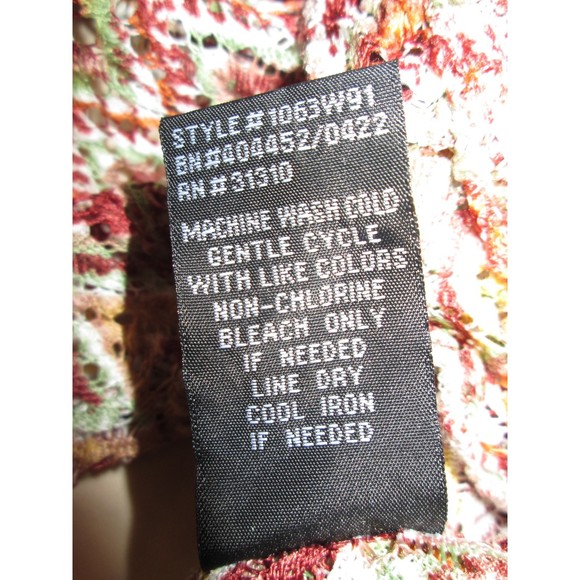 STYLE#1063W91
BN#404452/0422
RN#31310
MACHINE WASH COLD
GENTLE CYCLE
WITH LIKE COLORS
NON-CHLORINE
BLEACH ONLY
IF NEEDED
LINE DRY
COOL IRON
IF NEEDED